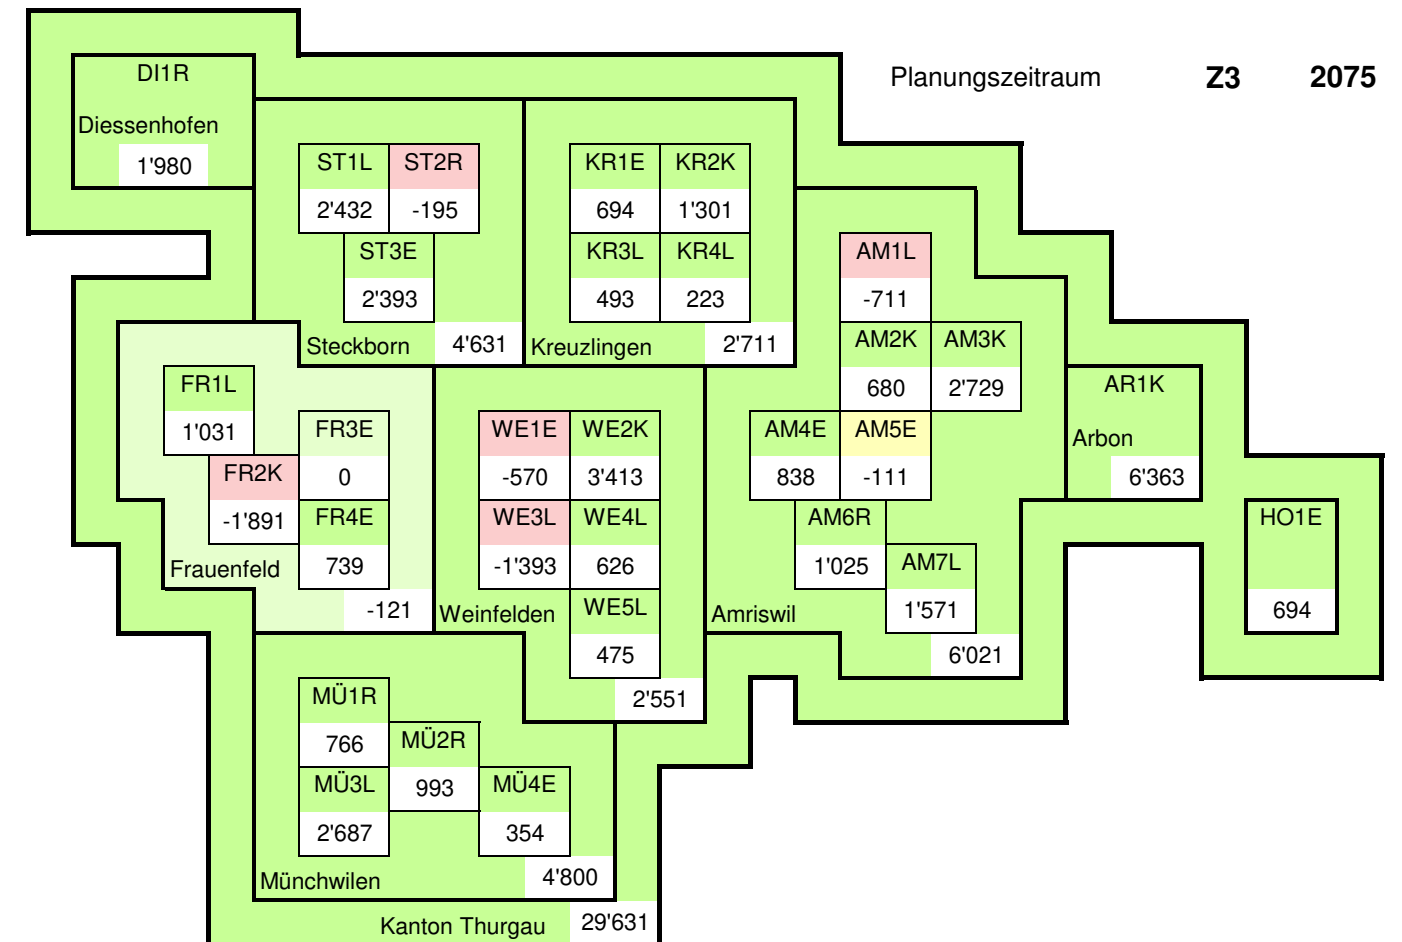 DI1R
Planungszeitraum Z3 2075
Diessenhofen
1'980
ST1L ST2R KR1E KR2K
2'432 -195 694 1'301
ST3E KR3L KR4L AM1L
2'393 493 223 -711
Steckborn 4'631 Kreuzlingen 2'711 AM2K AM3K
FR1L 680 2'729 AR1K
1'031 FR3E WE1E WE2K AM4E AM5E Arbon
FR2K 0 -570 3'413 838 -111 6'363
-1'891 FR4E WE3L WE4L AM6R HO1E
Frauenfeld 739 -1'393 626 1'025 AM7L
-121 Weinfelden WE5L Amriswil 1'571 694
475 6'021
MÜ1R 2'551
766 MÜ2R
MÜ3L 993 MÜ4E
2'687 354
Münchwilen 4'800
Kanton Thurgau 29'631